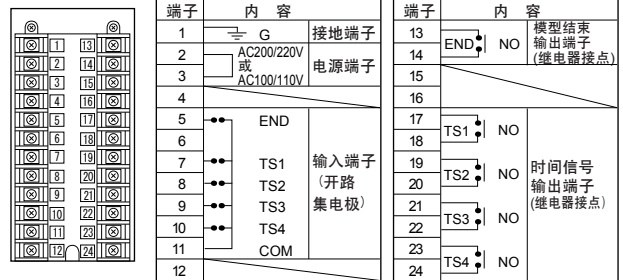 1 13
2 14
3 15
4 16
5 17
6 18
7 19
8 20
9 21
10 22
11 23
12 24
端子 内 容
1 G 接地端子
2 AC200/220V
或
3 AC100/110V
电源端子
4
5 END
6
7 TS1
8 TS2
9 TS3
10 TS4
11 COM
12
输入端子
(开路
集电极)
端子 内 容
13
14
END NO
模型结束
输出端子
(继电器接点)
15
16
17
18
TS1 NO
19
20
TS2 NO
21
22
TS3 NO
23
24
TS4 NO
时间信号
输出端子
(继电器接点)